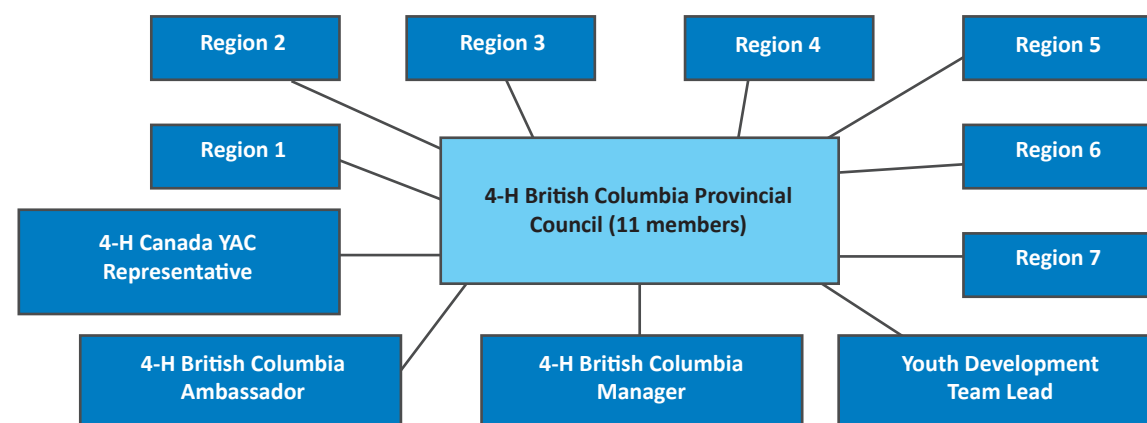 Region 2
Region 3
Region 4
Region 5
Region 1
Region 6
4-H British Columbia Provincial
Council (11 members)
4-H Canada YAC
Representative
Region 7
4-H British Columbia
Ambassador
4-H British Columbia
Manager
Youth Development
Team Lead